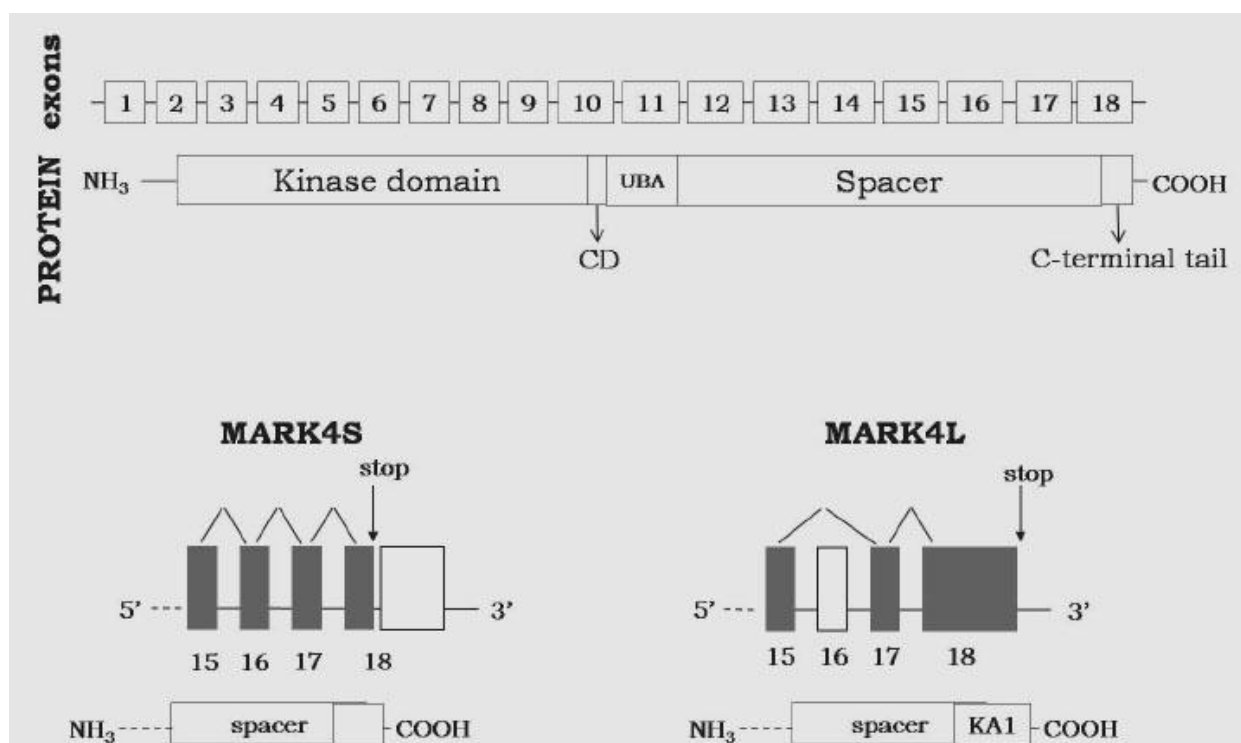 exons
1 2 3 4 5 6 7 8 9 10 11 12 13 14 15 16 17 18
PROTEIN
NH3 Kinase domain UBA Spacer COOH
CD C-terminal tail
MARK4S
stop
5’ 3’
15 16 17 18
NH3 spacer COOH
MARK4L
stop
5’ 3’
15 16 17 18
NH3 spacer KA1 COOH